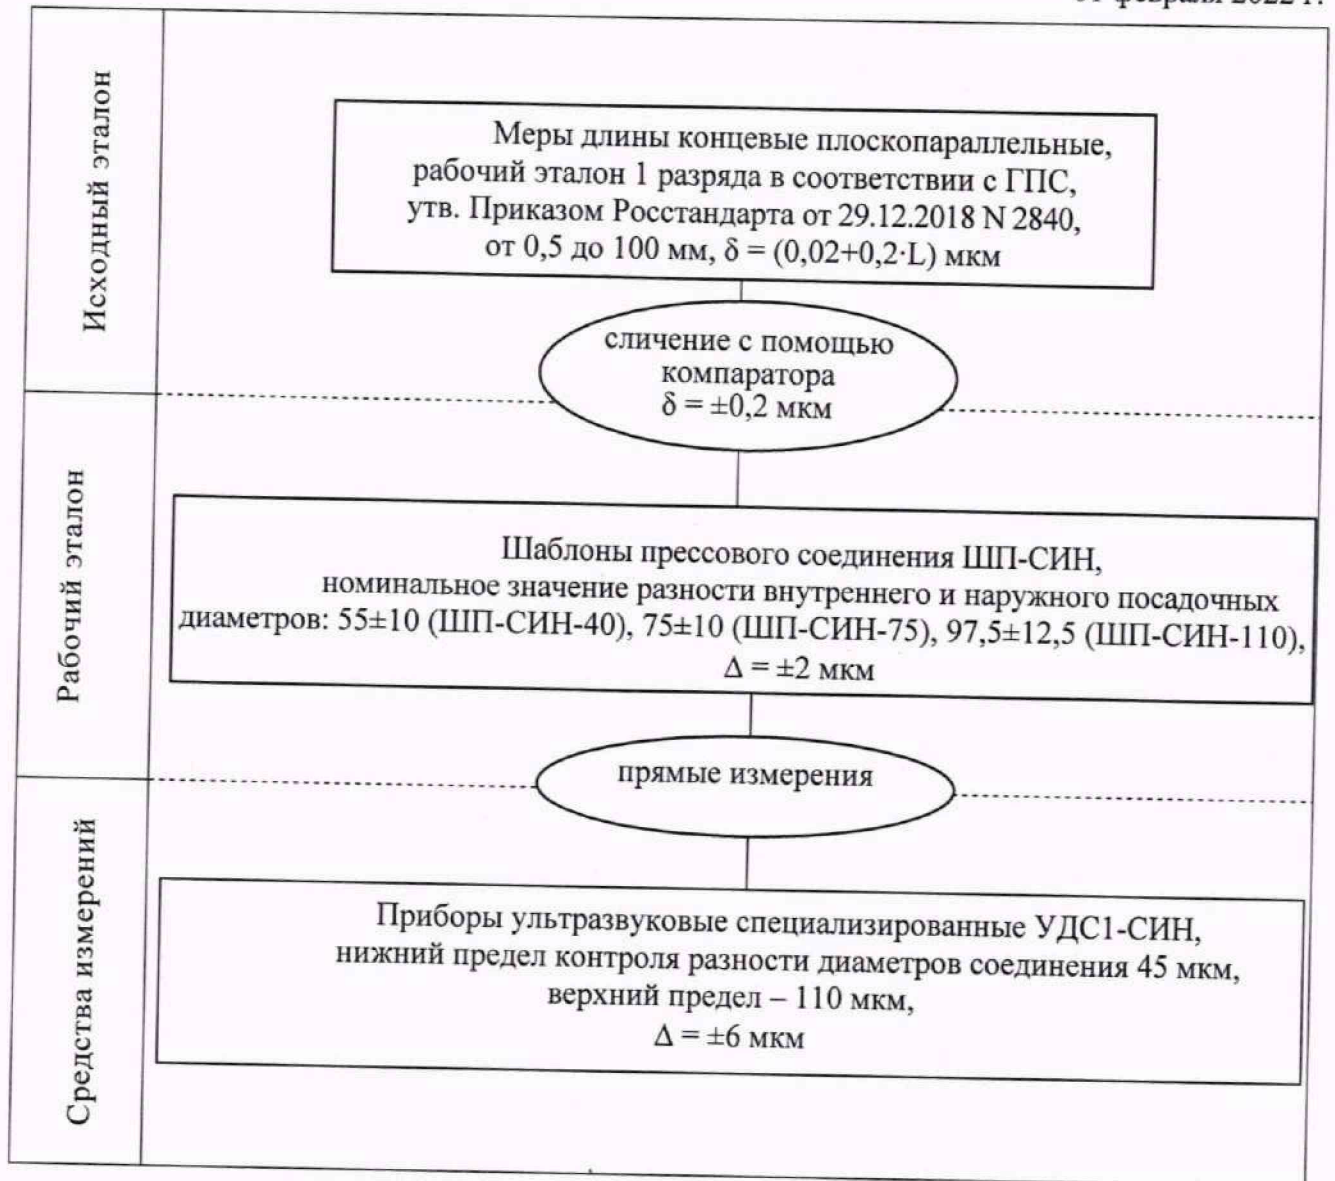 февраля 2022 г.
Исходный эталон
Меры длины концевые плоскопараллельные,
рабочий эталон 1 разряда в соответствии с ГПС,
утв. Приказом Росстандарта от 29.12.2018 N 2840,
от 0,5 до 100 мм, δ = (0,02+0,2·L) мкм
сличение с помощью
компаратора
δ = ±0,2 мкм
Рабочий эталон
Шаблоны прессового соединения ШП-СИН,
номинальное значение разности внутреннего и наружного посадочных
диаметров: 55±10 (ШП-СИН-40), 75±10 (ШП-СИН-75), 97,5±12,5 (ШП-СИН-110),
Δ = ±2 мкм
прямые измерения
Средства измерений
Приборы ультразвуковые специализированные УДС1-СИН,
нижний предел контроля разности диаметров соединения 45 мкм,
верхний предел – 110 мкм,
Δ = ±6 мкм